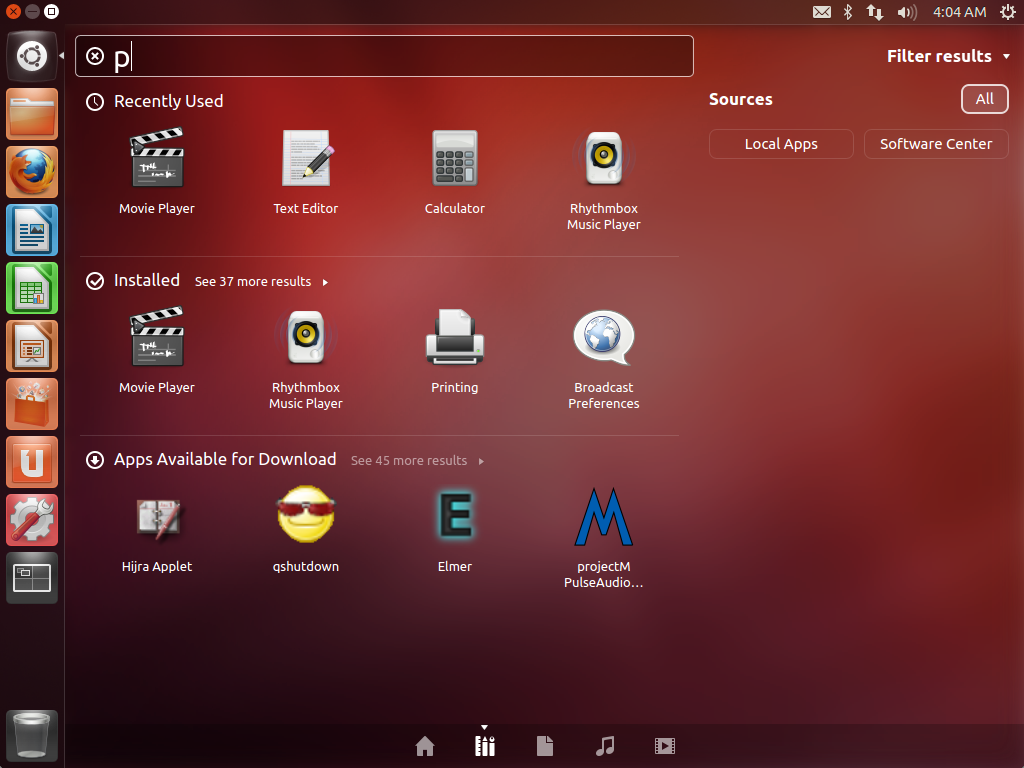 4:04 AM
p
Filter results
Recently Used
Sources
All
Local Apps
Software Center
Movie Player
Text Editor
Calculator
Rhythmbox
Music Player
Installed
See 37 more results
Movie Player
Rhythmbox
Music Player
Printing
Broadcast
Preferences
Apps Available for Download
See 45 more results
Hijra Applet
qshutdown
Elmer
projectM
PulseAudio…